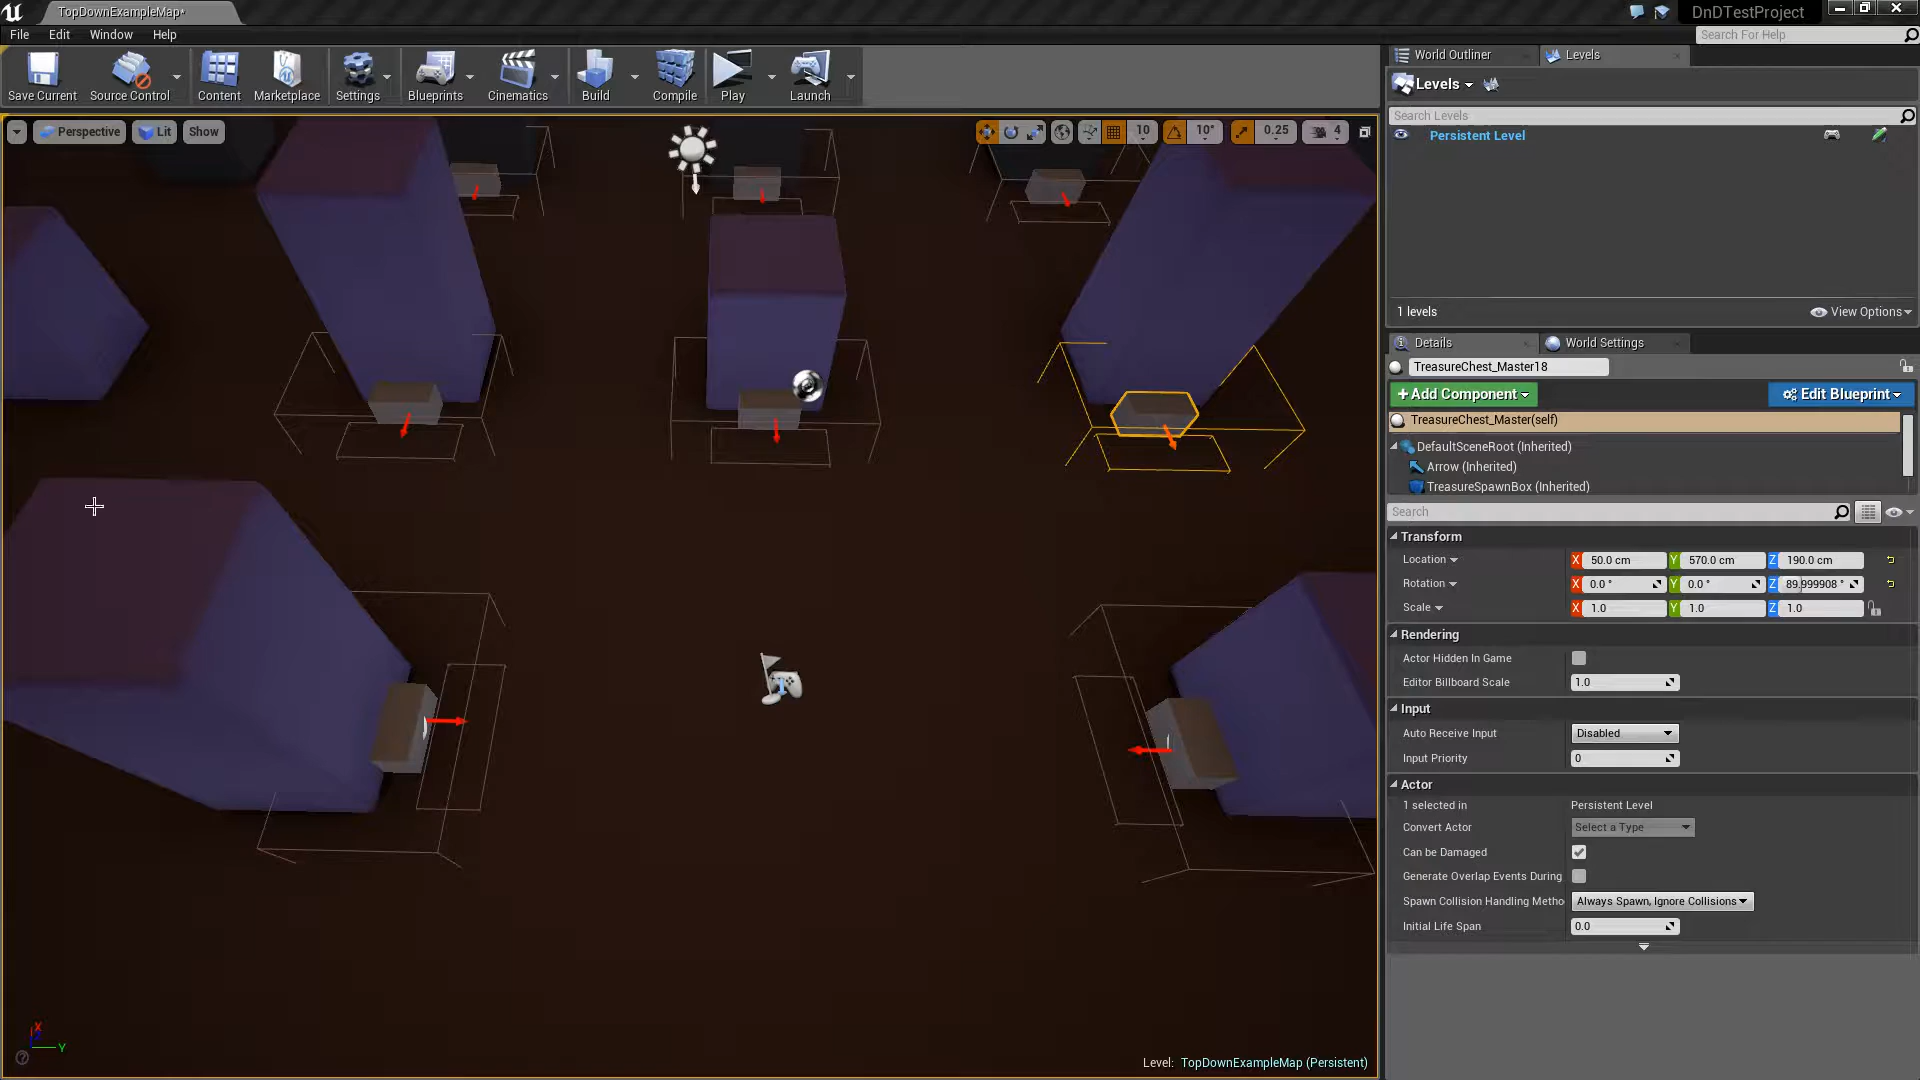 TopDownExampleMap*
DnDTestProject
File Edit Window Help
Search For Help
Save Current Source Control Content Marketplace Settings Blueprints Cinematics Build Compile Play Launch
World Outliner Levels
Levels
Search Levels
Persistent Level
Perspective Lit Show
10 10° 0.25 4
1 levels View Options
Details World Settings
TreasureChest_Master18
+Add Component Edit Blueprint
TreasureChest_Master(self)
DefaultSceneRoot (Inherited)
Arrow (Inherited)
TreasureSpawnBox (Inherited)
Search
Transform
Location X 50.0 cm Y 570.0 cm Z 190.0 cm
Rotation X 0.0 ° Y 0.0 ° Z 89.999908 °
Scale X 1.0 Y 1.0 Z 1.0
Rendering
Actor Hidden In Game
Editor Billboard Scale 1.0
Input
Auto Receive Input Disabled
Input Priority 0
Actor
1 selected in Persistent Level
Convert Actor Select a Type
Can be Damaged
Generate Overlap Events During
Spawn Collision Handling Metho Always Spawn, Ignore Collisions
Initial Life Span 0.0
X
Y
Level: TopDownExampleMap (Persistent)